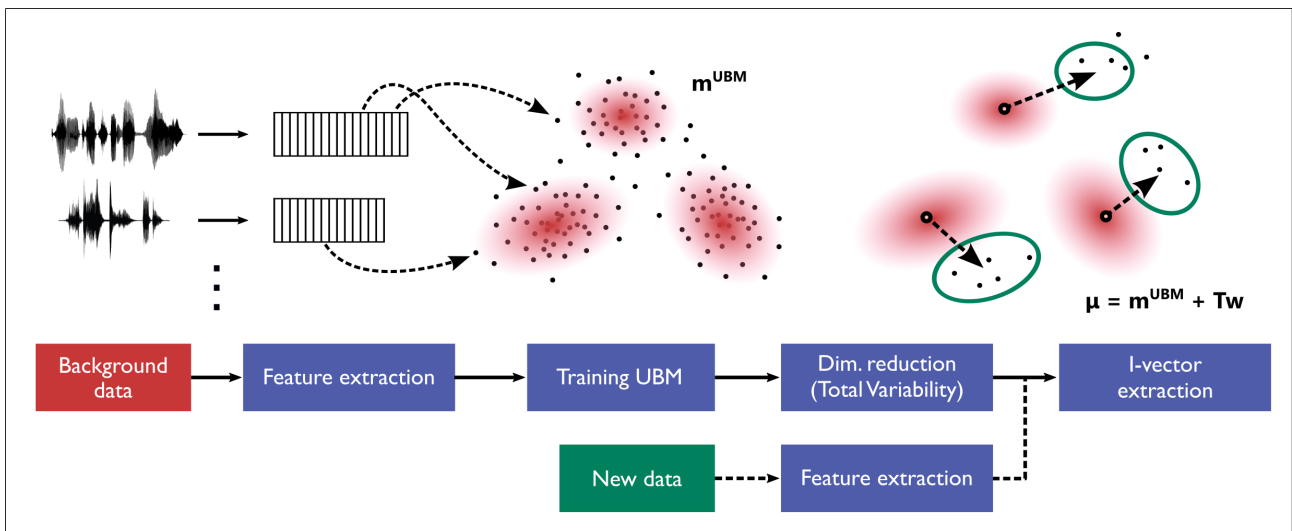 m^UBM
μ = m^UBM + Tw
Background
data
Feature extraction
Training UBM
Dim. reduction
(Total Variability)
I-vector
extraction
New data
Feature extraction